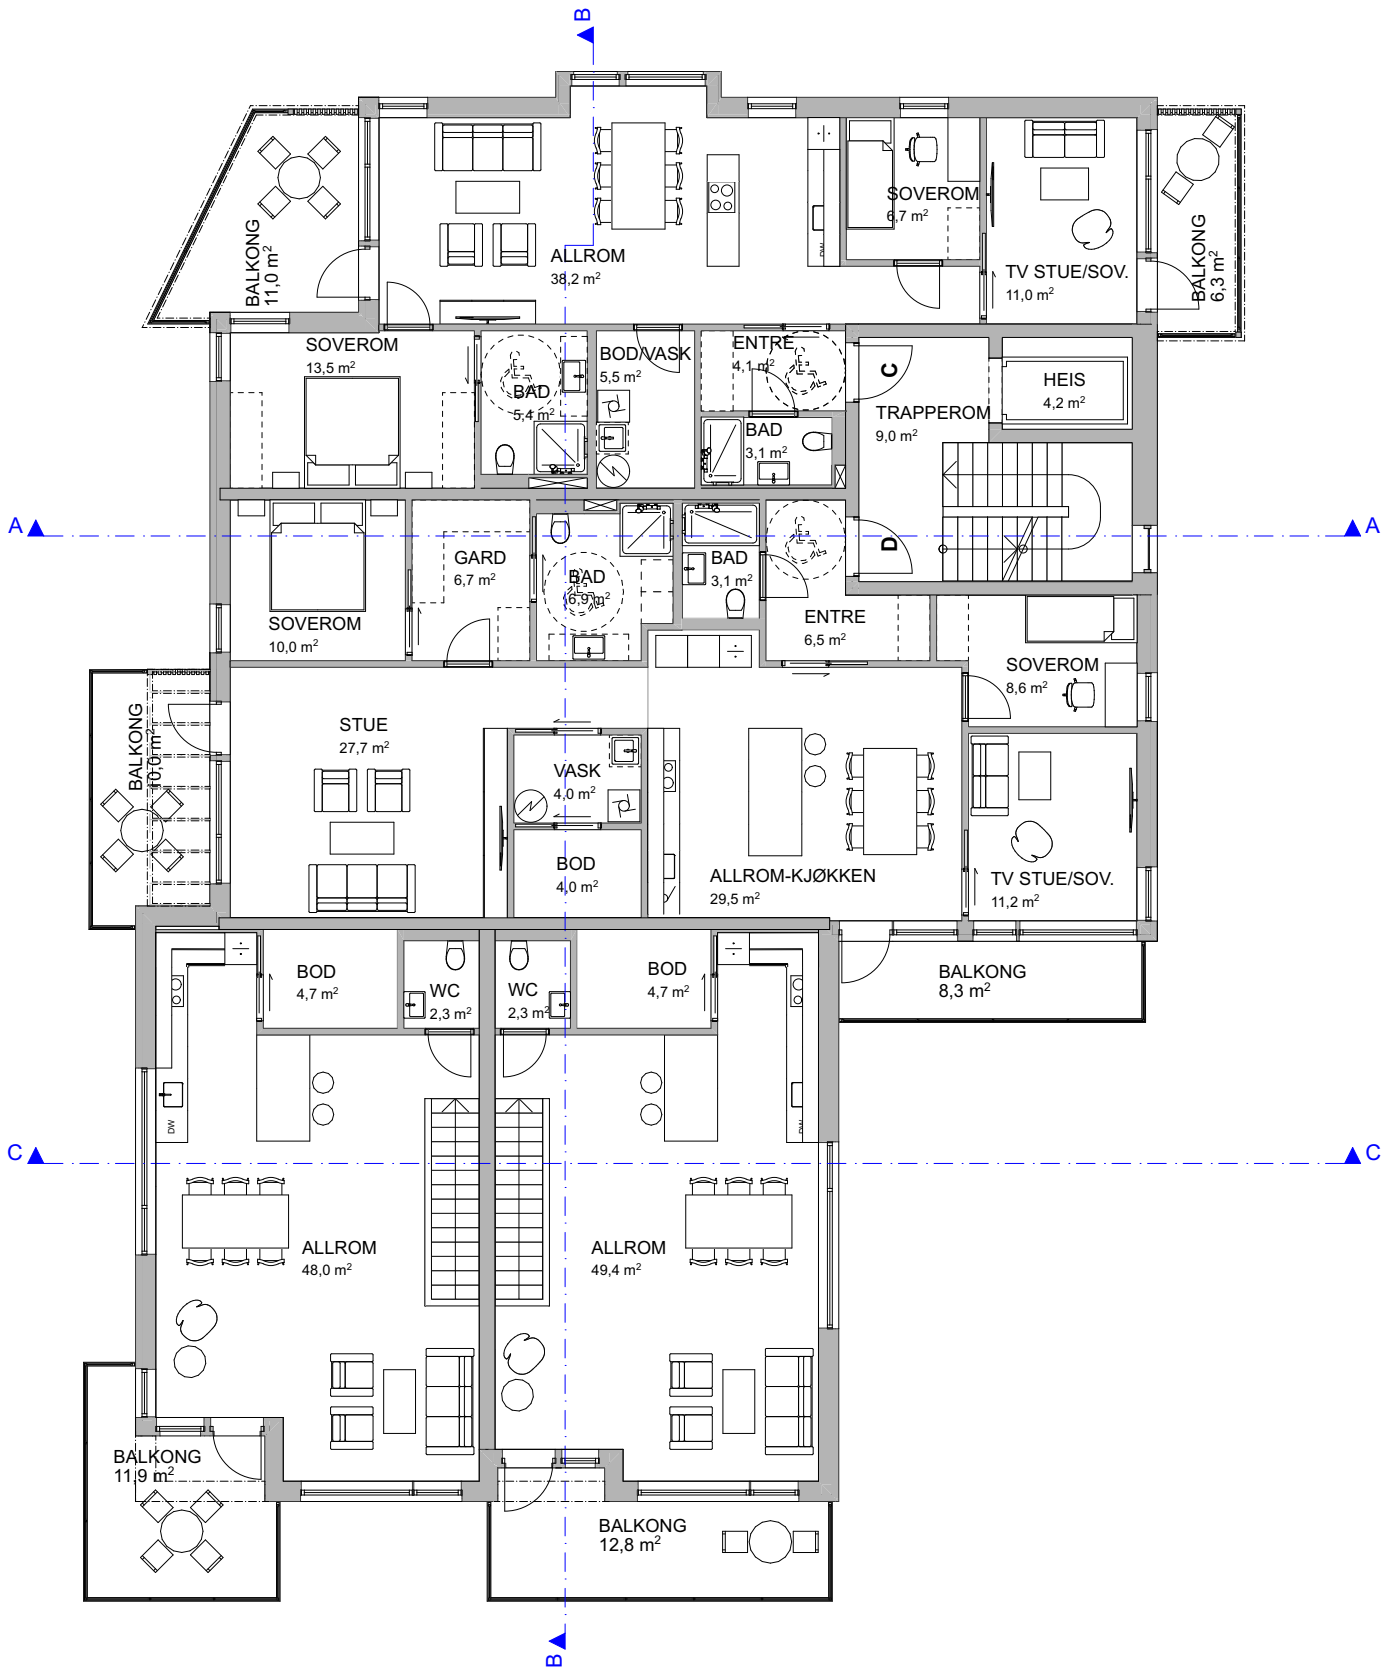 B
BALKONG
11,0 m²
ALLROM
38,2 m²
DW
SOVEROM
6,7 m²
TV STUE/SOV.
11,0 m²
BALKONG
6,3 m²
SOVEROM
13,5 m²
BAD
5,4 m²
BOD/VASK
5,5 m²
ENTRE
4,1 m²
BAD
3,1 m²
C
TRAPPEROM
9,0 m²
HEIS
4,2 m²
A
A
D
SOVEROM
10,0 m²
GARD
6,7 m²
BAD
6,9 m²
BAD
3,1 m²
ENTRE
6,5 m²
SOVEROM
8,6 m²
BALKONG
10,0 m²
STUE
27,7 m²
VASK
4,0 m²
BOD
4,0 m²
ALLROM-KJØKKEN
29,5 m²
TV STUE/SOV.
11,2 m²
BOD
4,7 m²
WC
2,3 m²
WC
2,3 m²
BOD
4,7 m²
BALKONG
8,3 m²
DW
DW
C
C
ALLROM
48,0 m²
ALLROM
49,4 m²
BALKONG
11,9 m²
BALKONG
12,8 m²
B